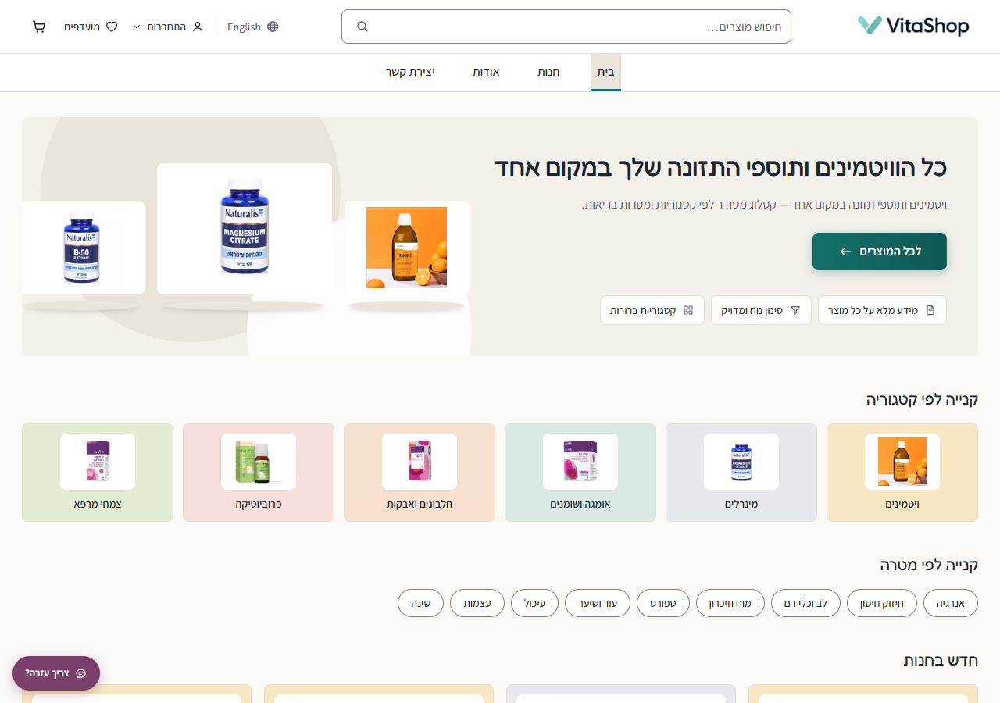 VitaShop
חיפוש מוצרים...
English
התחברות
מועדפים
בית
חנות
אודות
יצירת קשר
כל הוויטמינים ותוספי התזונה שלך במקום אחד
ויטמינים ותוספי תזונה במקום אחד — קטלוג מסודר לפי קטגוריות ומטרות בריאות.
לכל המוצרים
מידע מלא על כל מוצר
סינון נוח ומדויק
קטגוריות ברורות
Naturalis
MAGNESIUM
CITRATE
מגנזיום ציטראט
Naturalis
B-50
קניה לפי קטגוריה
ויטמינים
מינרלים
אומגה ושומנים
חלבונים ואבקות
פרוביוטיקה
צמחי מרפא
קנייה לפי מטרה
אנרגיה
חיזוק חיסון
לב וכלי דם
מוח וזיכרון
ספורט
עור ושיער
עיכול
עצמות
שינה
חדש בחנות
צריך עזרה?